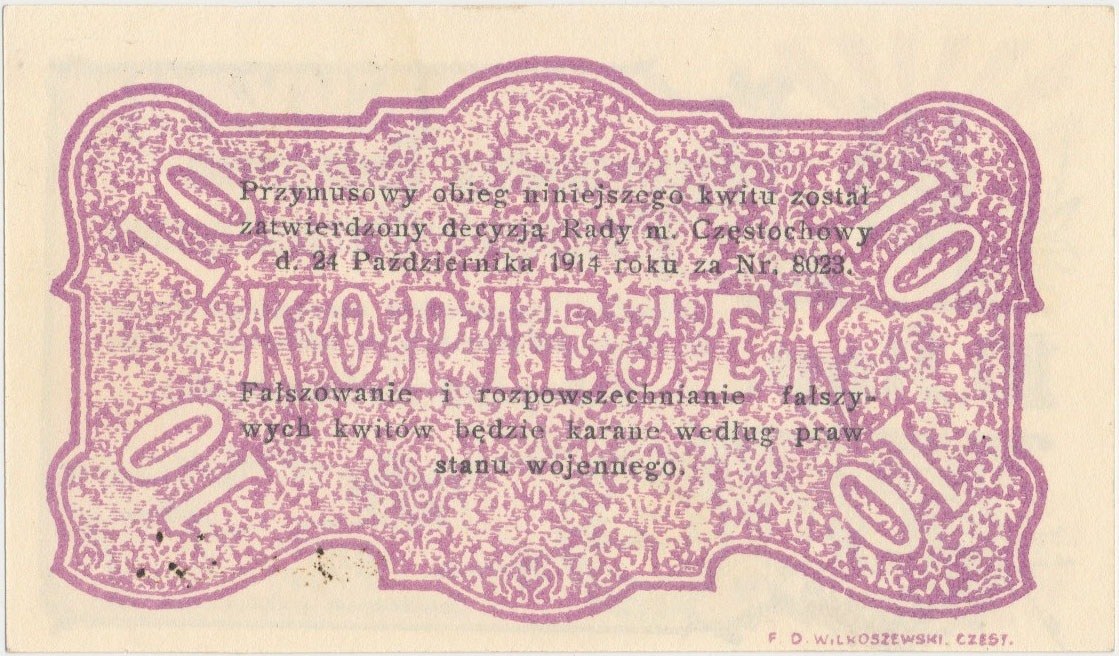 10
10
Przymusowy obieg niniejszego kwitu został
zatwierdzony decyzją Rady m. Częstochowy
d. 24 Października 1914 roku za Nr. 8023.
KOPIEJEK
Fałszowanie i rozpowszechnianie fałszy-
wych kwitów będzie karane według praw
stanu wojennego.
10
10
F. D. WILKOSZEWSKI. CZĘST.